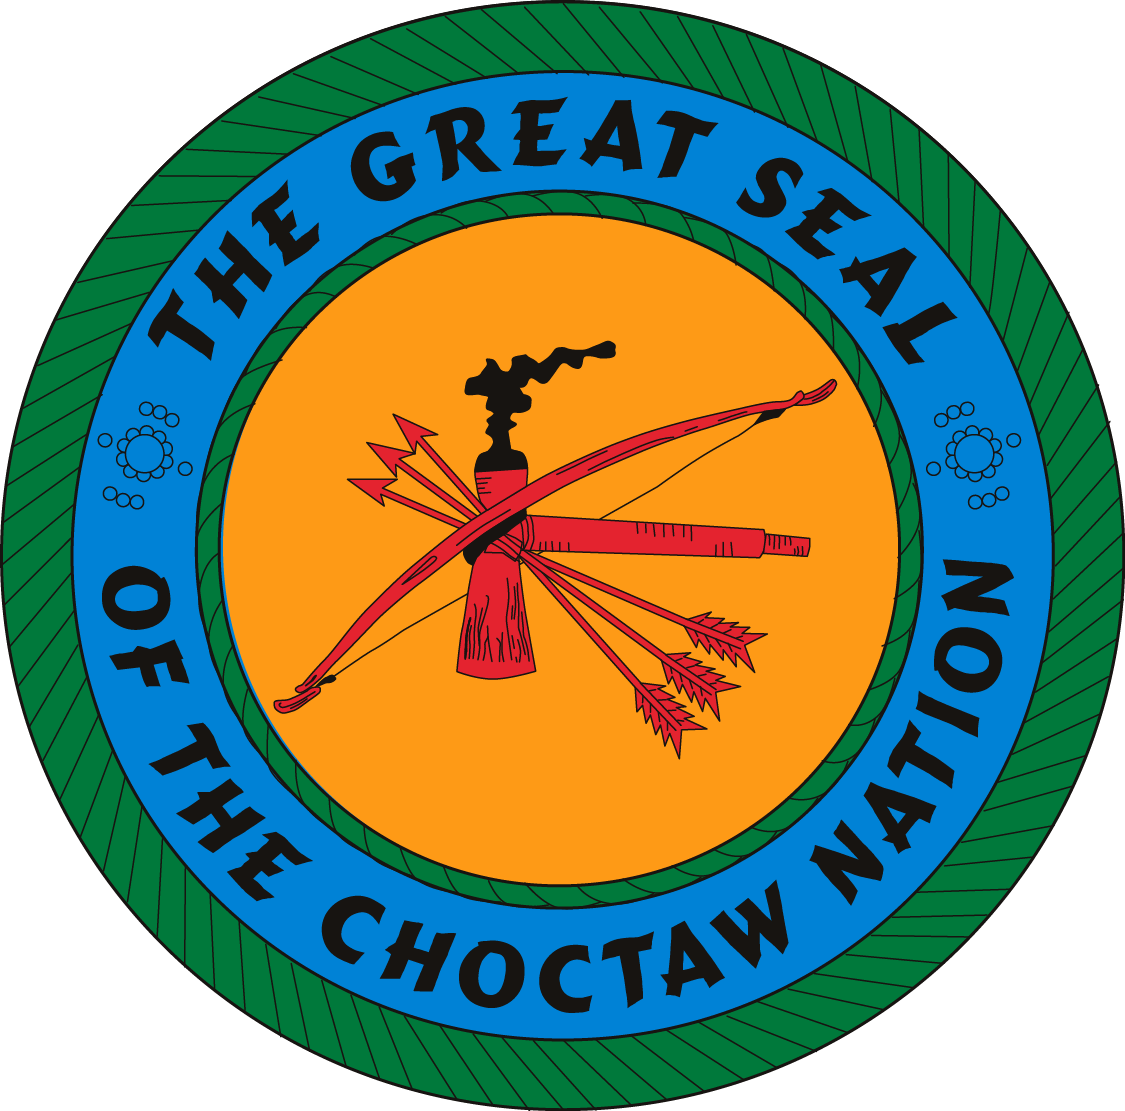 THE GREAT SEAL
OF THE CHOCTAW NATION